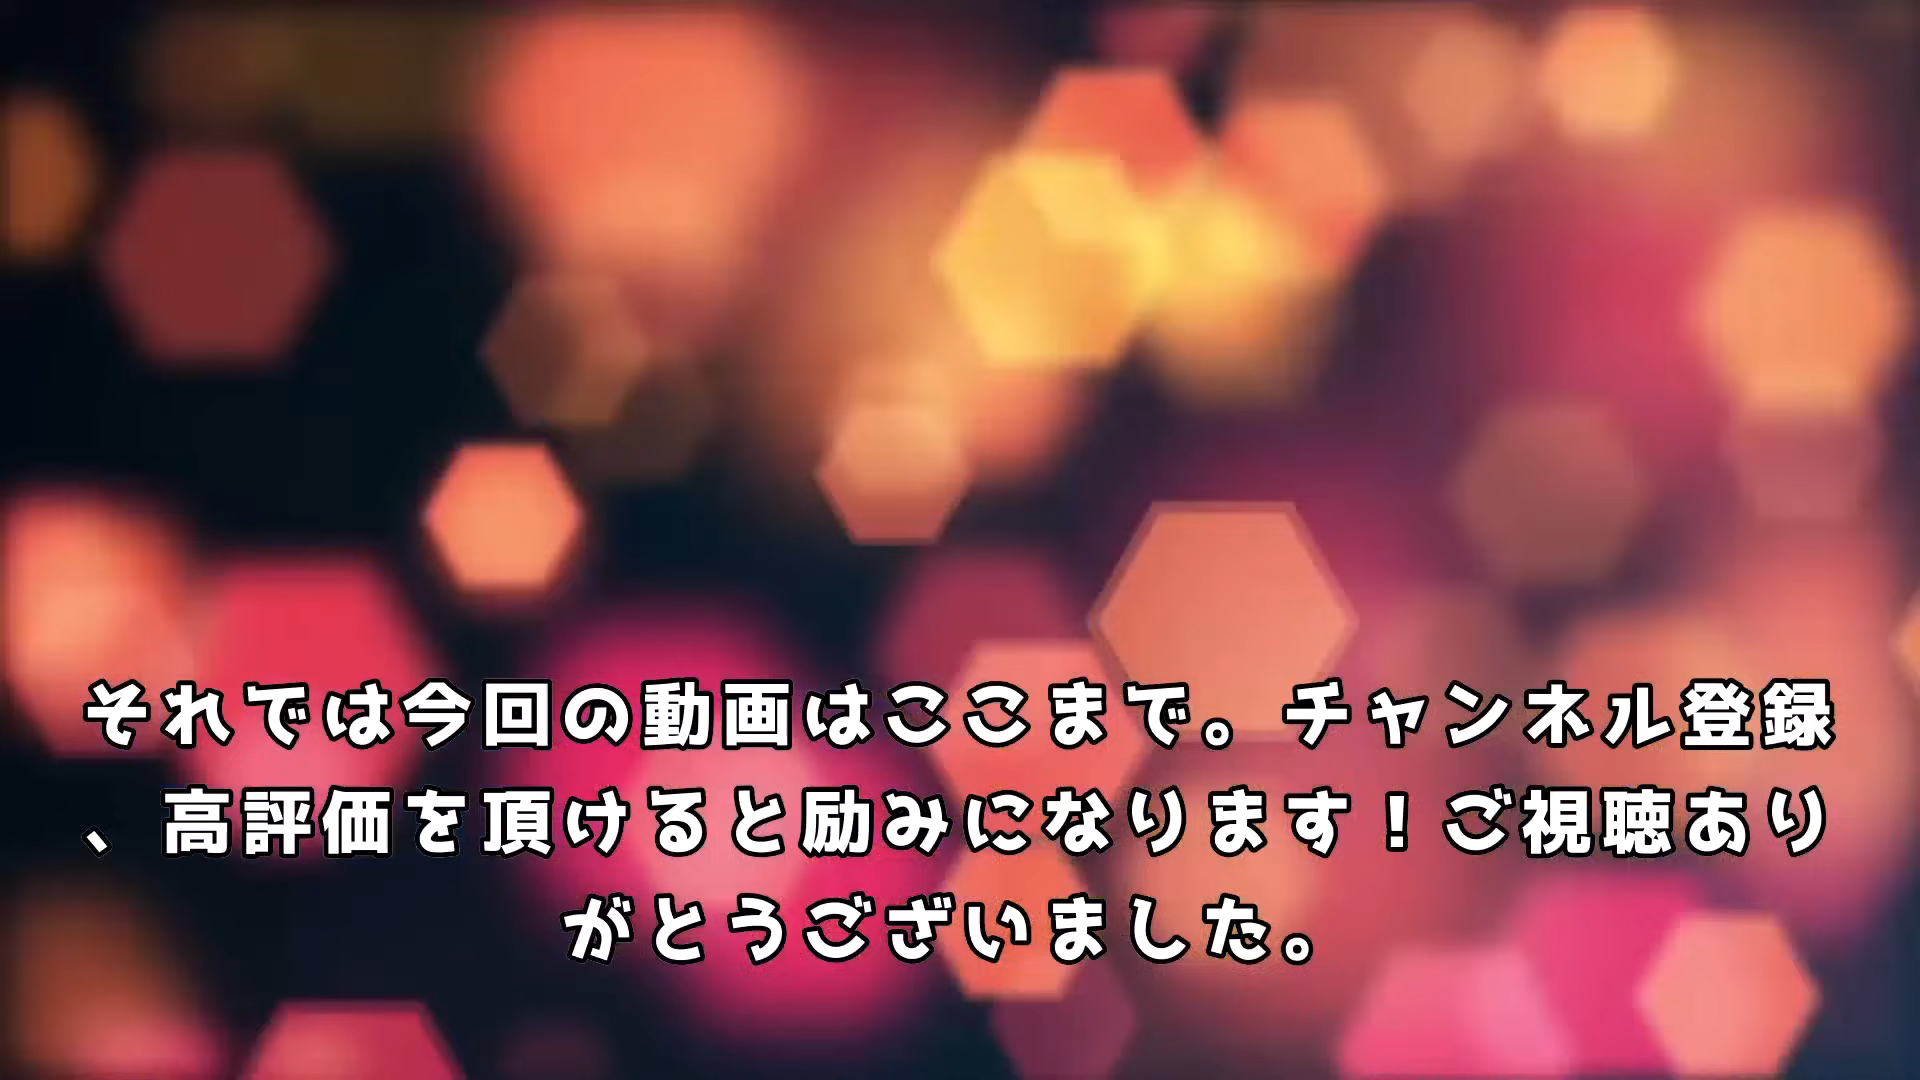 それでは今回の動画はここまで。チャンネル登録
、高評価を頂けると励みになります！ご視聴あり
がとうございました。